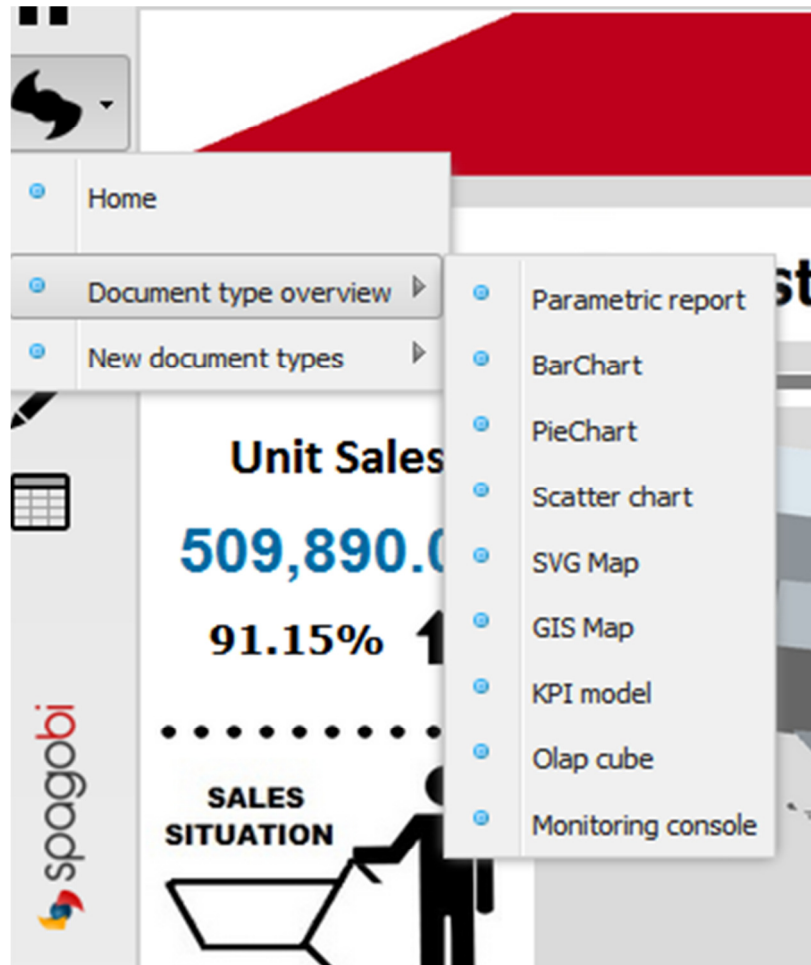 Home
Document type overview
New document types
Parametric report
BarChart
PieChart
Scatter chart
SVG Map
GIS Map
KPI model
Olap cube
Monitoring console
st
Unit Sales
509,890.
91.15%
SALES
SITUATION
spagobi